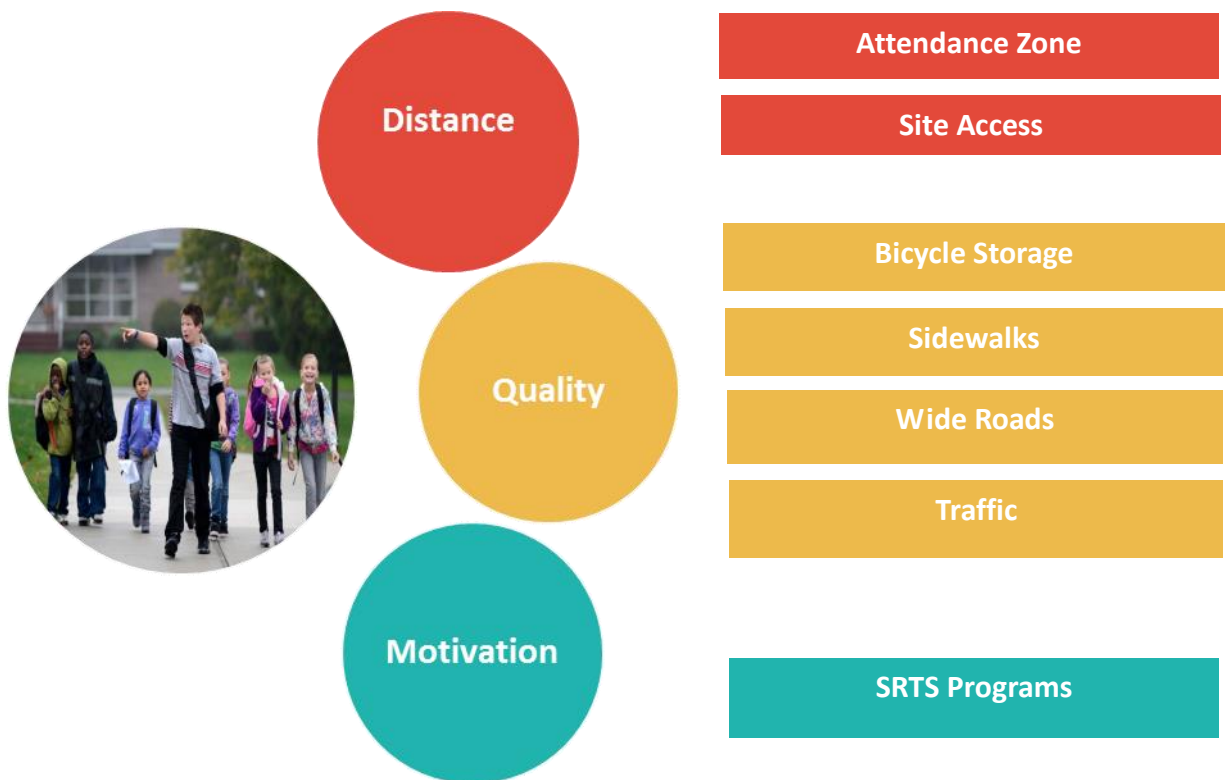 Distance
Attendance Zone
Site Access
Quality
Bicycle Storage
Sidewalks
Wide Roads
Traffic
Motivation
SRTS Programs